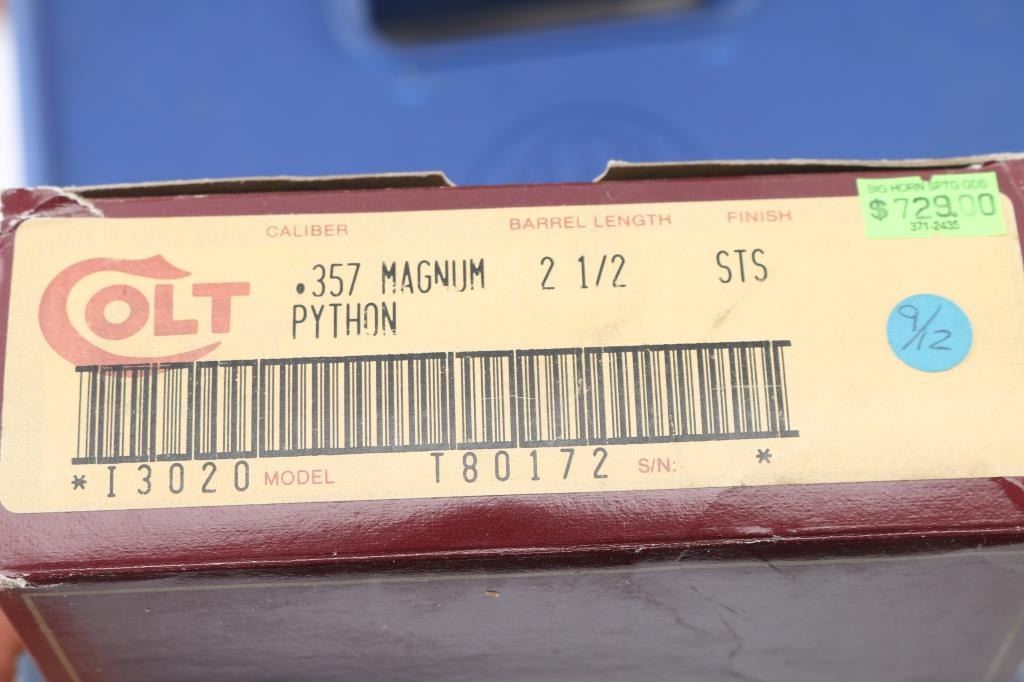 BIG HORN SPTG GDS
$729.00
371-2435
CALIBER BARREL LENGTH FINISH
COLT
.357 MAGNUM 2 1/2 STS
PYTHON
9/12
*I3020 MODEL T80172 S/N: *